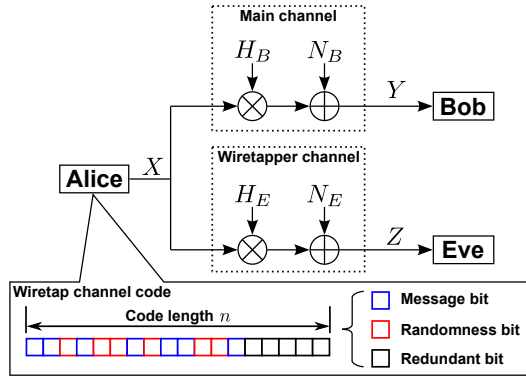 Main channel
H_B
N_B
Y
Bob
Alice
X
Wiretapper channel
H_E
N_E
Z
Eve
Wiretap channel code
Code length n
Message bit
Randomness bit
Redundant bit